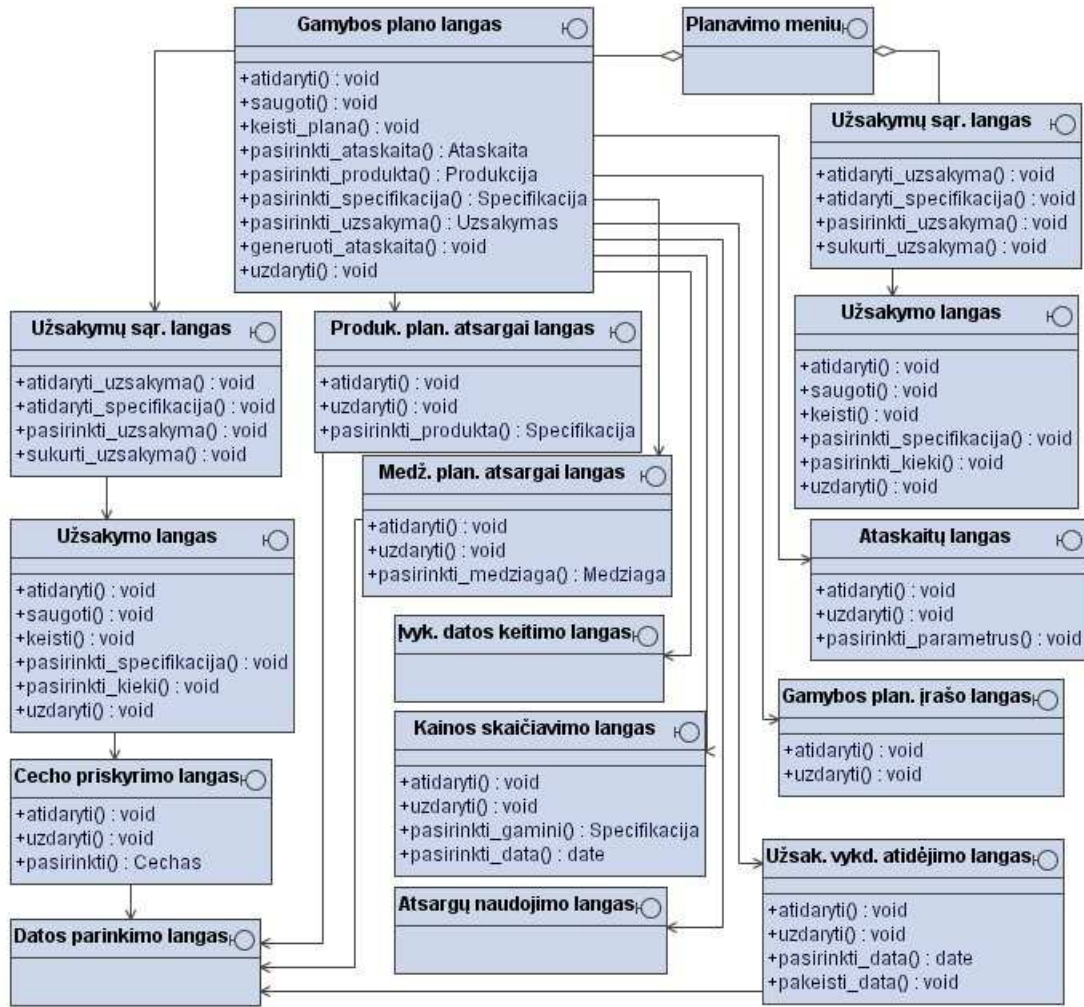 Gamybos plano langas
+atidaryti() : void
+saugoti() : void
+keisti_plana() : void
+pasirinkti_ataskaita() : Ataskaita
+pasirinkti_produkta() : Produkcija
+pasirinkti_specifikacija() : Specifikacija
+pasirinkti_uzsakyma() : Uzsakymas
+generuoti_ataskaita() : void
+uzdaryti() : void
Planavimo meniu
Užsakymų sąr. langas
+atidaryti_uzsakyma() : void
+atidaryti_specifikacija() : void
+pasirinkti_uzsakyma() : void
+sukurti_uzsakyma() : void
Užsakymų sąr. langas
+atidaryti_uzsakyma() : void
+atidaryti_specifikacija() : void
+pasirinkti_uzsakyma() : void
+sukurti_uzsakyma() : void
Produk. plan. atsargai langas
+atidaryti() : void
+uzdaryti() : void
+pasirinkti_produkta() : Specifikacija
Užsakymo langas
+atidaryti() : void
+saugoti() : void
+keisti() : void
+pasirinkti_specifikacija() : void
+pasirinkti_kieki() : void
+uzdaryti() : void
Medž. plan. atsargai langas
+atidaryti() : void
+uzdaryti() : void
+pasirinkti_medziaga() : Medziaga
Užsakymo langas
+atidaryti() : void
+saugoti() : void
+keisti() : void
+pasirinkti_specifikacija() : void
+pasirinkti_kieki() : void
+uzdaryti() : void
Ataskaitų langas
+atidaryti() : void
+uzdaryti() : void
+pasirinkti_parametrus() : void
Įvyk. datos keitimo langas
Gamybos plan. įrašo langas
+atidaryti() : void
+uzdaryti() : void
Kainos skaičiavimo langas
+atidaryti() : void
+uzdaryti() : void
+pasirinkti_gamini() : Specifikacija
+pasirinkti_data() : date
Cecho priskyrimo langas
+atidaryti() : void
+uzdaryti() : void
+pasirinkti() : Cechas
Užsak. vykd. atidėjimo langas
+atidaryti() : void
+uzdaryti() : void
+pasirinkti_data() : date
+pakeisti_data() : void
Atsargų naudojimo langas
Datos parinkimo langas